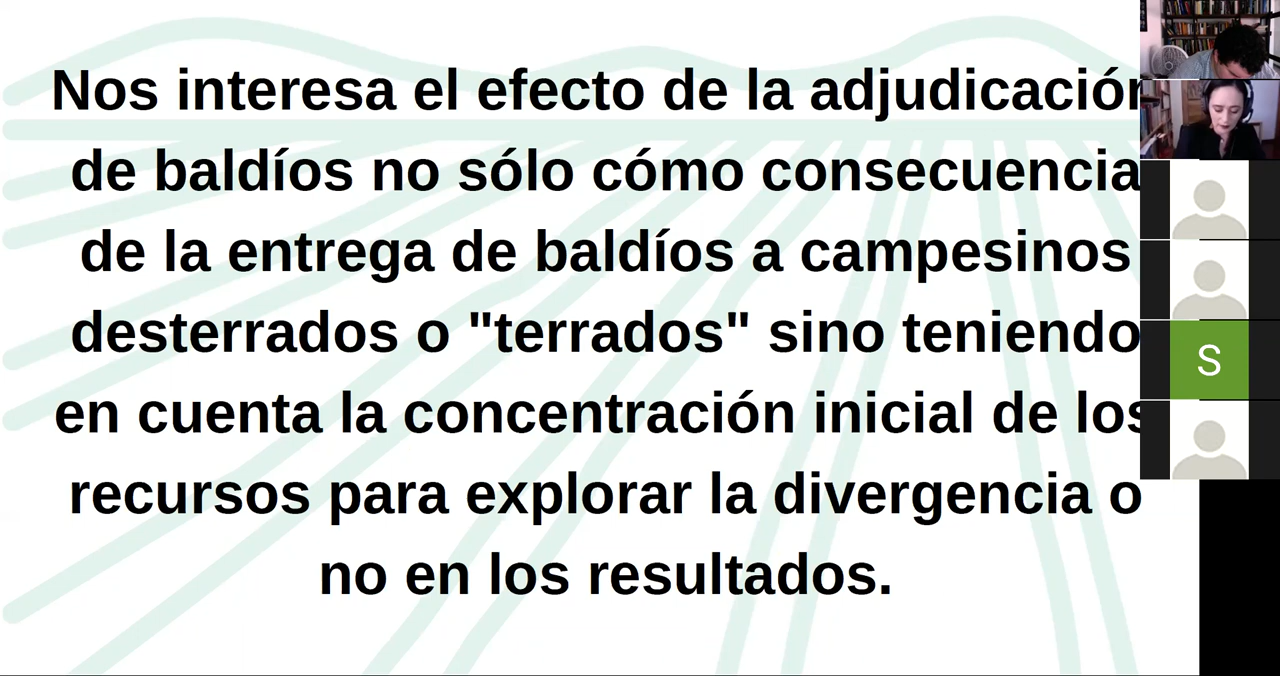 Nos interesa el efecto de la adjudicación
de baldíos no sólo cómo consecuencia
de la entrega de baldíos a campesinos
desterrados o "terrados" sino teniendo
en cuenta la concentración inicial de los
recursos para explorar la divergencia o
no en los resultados.
S